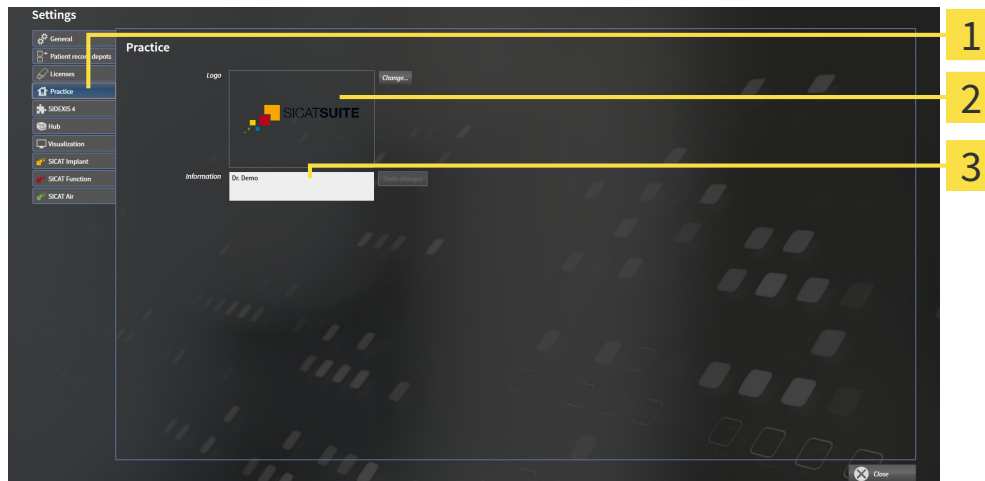 Settings
General
Patient record depots
Licenses
Practice
SIDEXIS 4
Hub
Visualization
SICAT Implant
SICAT Function
SICAT Air
Practice
Logo
SICATSUITE
Change...
Information
Dr. Demo
Undo changes
Close
1
2
3